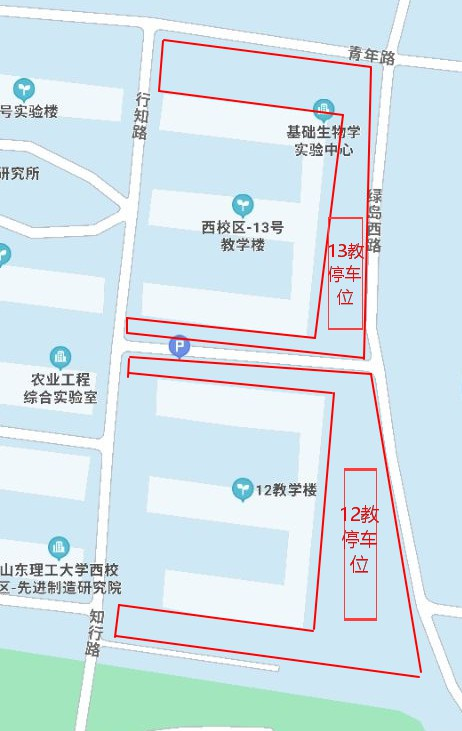 青年路
号实验楼
行知路
基础生物学
实验中心
研究所
绿岛西路
西校区-13号
教学楼
13教
停车
位
P
农业工程
综合实验室
12教学楼
12教
停车
位
山东理工大学西校
区-先进制造研究院
知行路